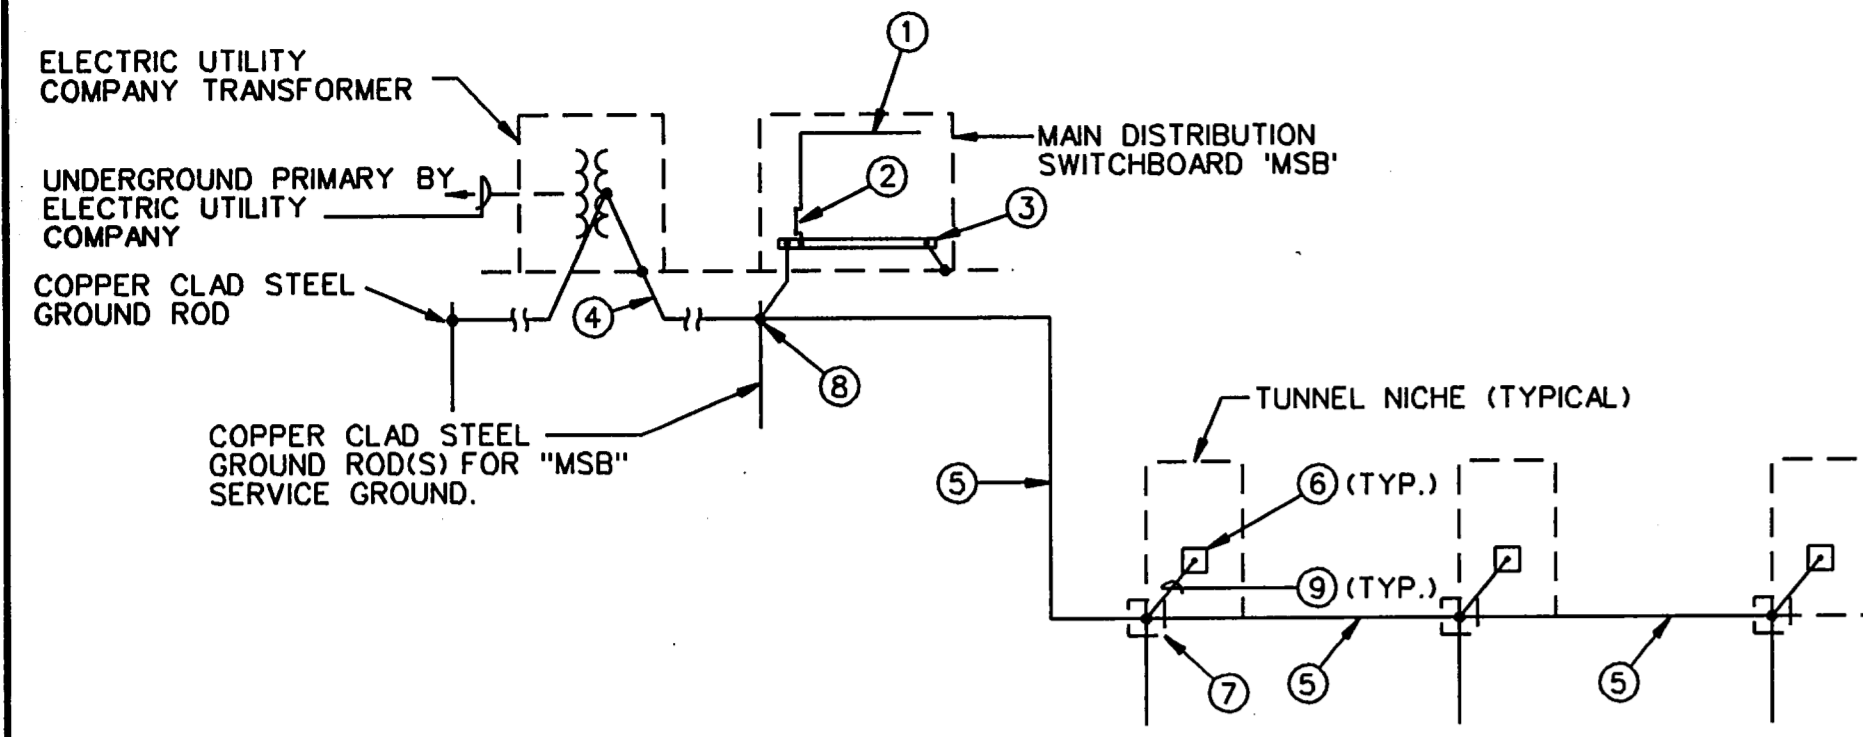 1
ELECTRIC UTILITY
COMPANY TRANSFORMER
MAIN DISTRIBUTION
SWITCHBOARD 'MSB'
2
UNDERGROUND PRIMARY BY
ELECTRIC UTILITY
COMPANY
3
COPPER CLAD STEEL
GROUND ROD
4
8
TUNNEL NICHE (TYPICAL)
COPPER CLAD STEEL
GROUND ROD(S) FOR "MSB"
SERVICE GROUND.
5
6 (TYP.)
9 (TYP.)
7
5
5